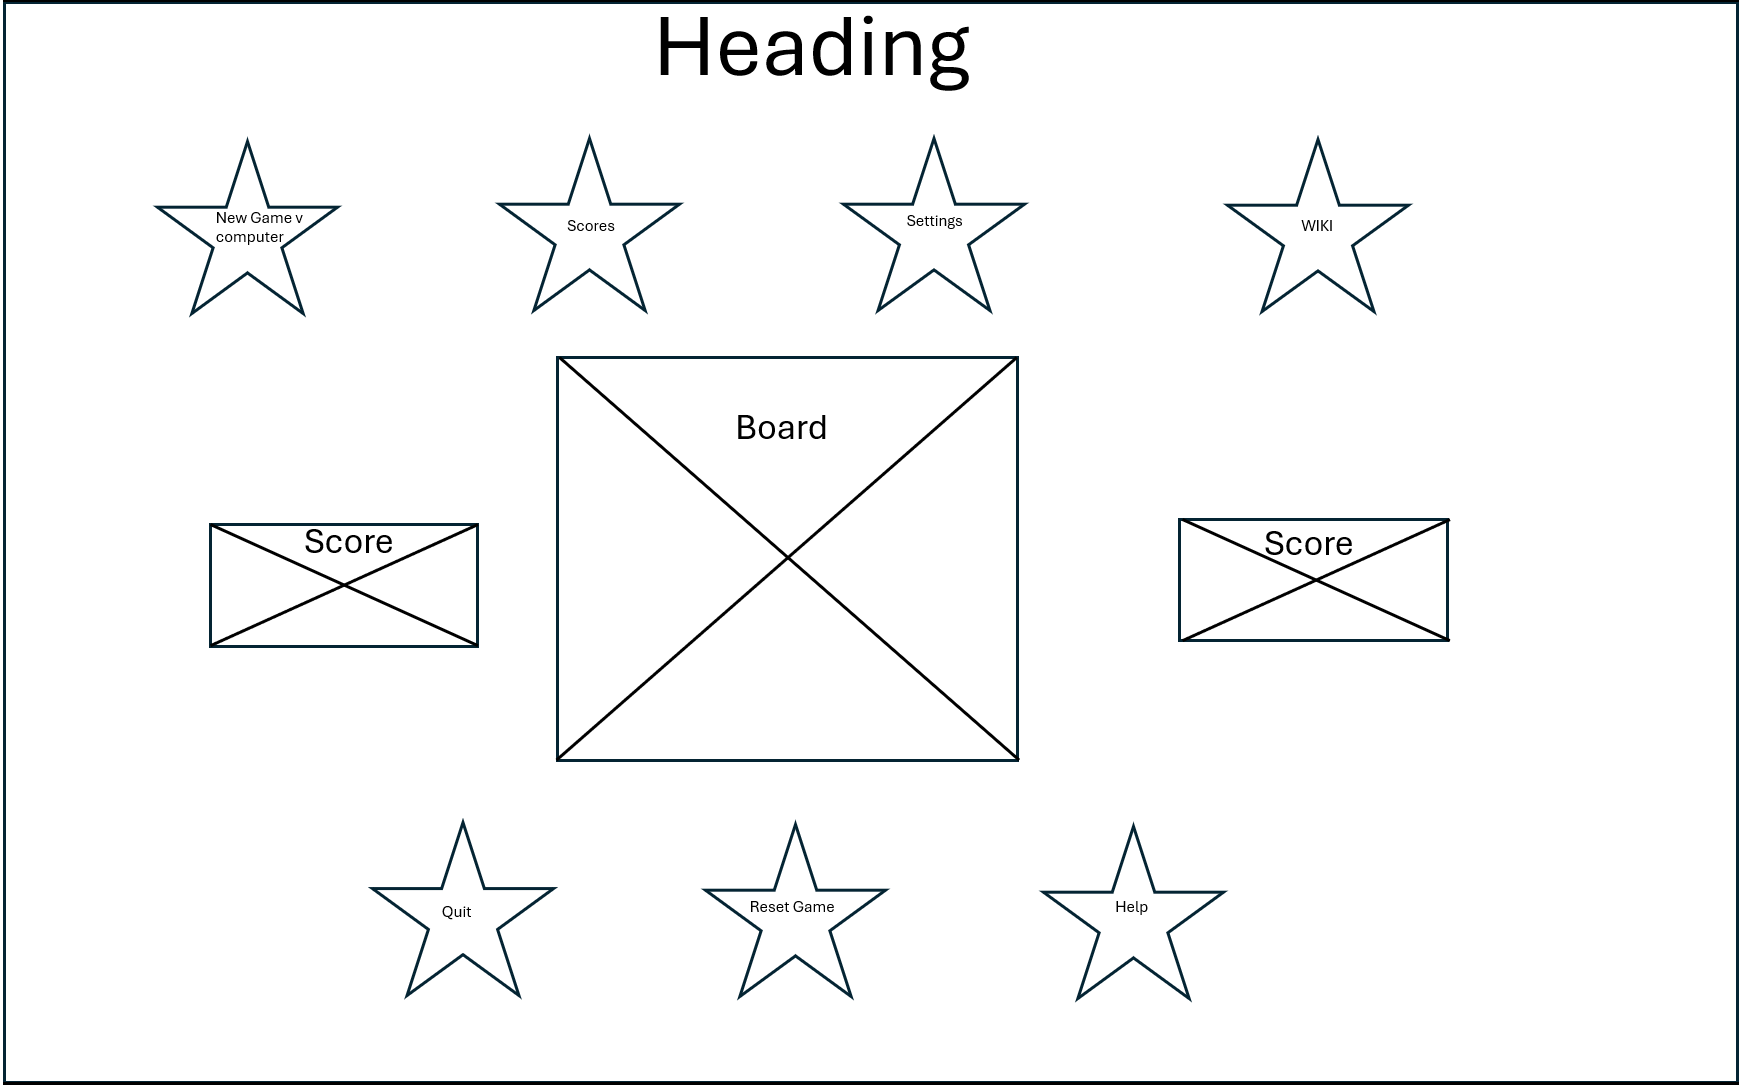 Heading
New Game v
computer
Scores
Settings
WIKI
Board
Score
Score
Quit
Reset Game
Help